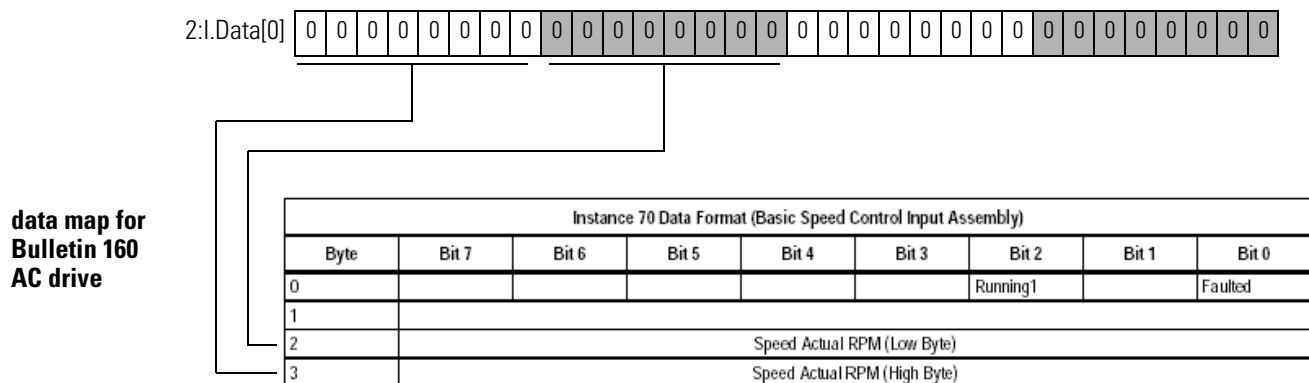 2:I.Data[0] 0 0 0 0 0 0 0 0 0 0 0 0 0 0 0 0 0 0 0 0 0 0 0 0 0 0 0 0 0 0 0 0
data map for
Bulletin 160
AC drive
Instance 70 Data Format (Basic Speed Control Input Assembly)
Byte Bit 7 Bit 6 Bit 5 Bit 4 Bit 3 Bit 2 Bit 1 Bit 0
0 Running1 Faulted
1
2 Speed Actual RPM (Low Byte)
3 Speed Actual RPM (High Byte)